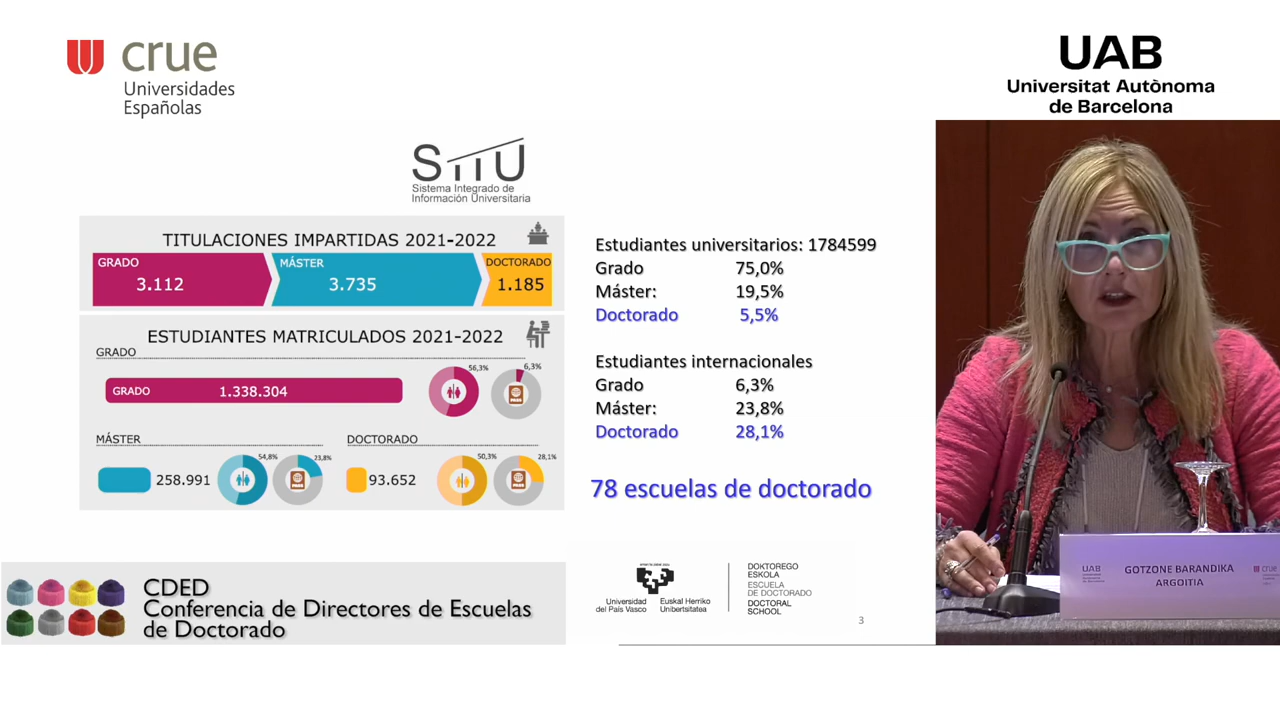 crue
Universidades
Españolas
UAB
Universitat Autònoma
de Barcelona
SIIU
Sistema Integrado de
Información Universitaria
TITULACIONES IMPARTIDAS 2021-2022
GRADO
3.112
MÁSTER
3.735
DOCTORADO
1.185
ESTUDIANTES MATRICULADOS 2021-2022
GRADO
GRADO 1.338.304
56,3%
6,3%
MÁSTER
258.991
54,8%
23,8%
DOCTORADO
93.652
50,3%
28,1%
Estudiantes universitarios: 1784599
Grado 75,0%
Máster: 19,5%
Doctorado 5,5%
Estudiantes internacionales
Grado 6,3%
Máster: 23,8%
Doctorado 28,1%
78 escuelas de doctorado
CDED
Conferencia de Directores de Escuelas
de Doctorado
Universidad
del País Vasco
Euskal Herriko
Unibertsitatea
DOKTOREGO
ESKOLA
ESCUELA
DE DOCTORADO
DOCTORAL
SCHOOL
3
UAB
GOTZONE BARANDIKA
ARGOITIA
crue